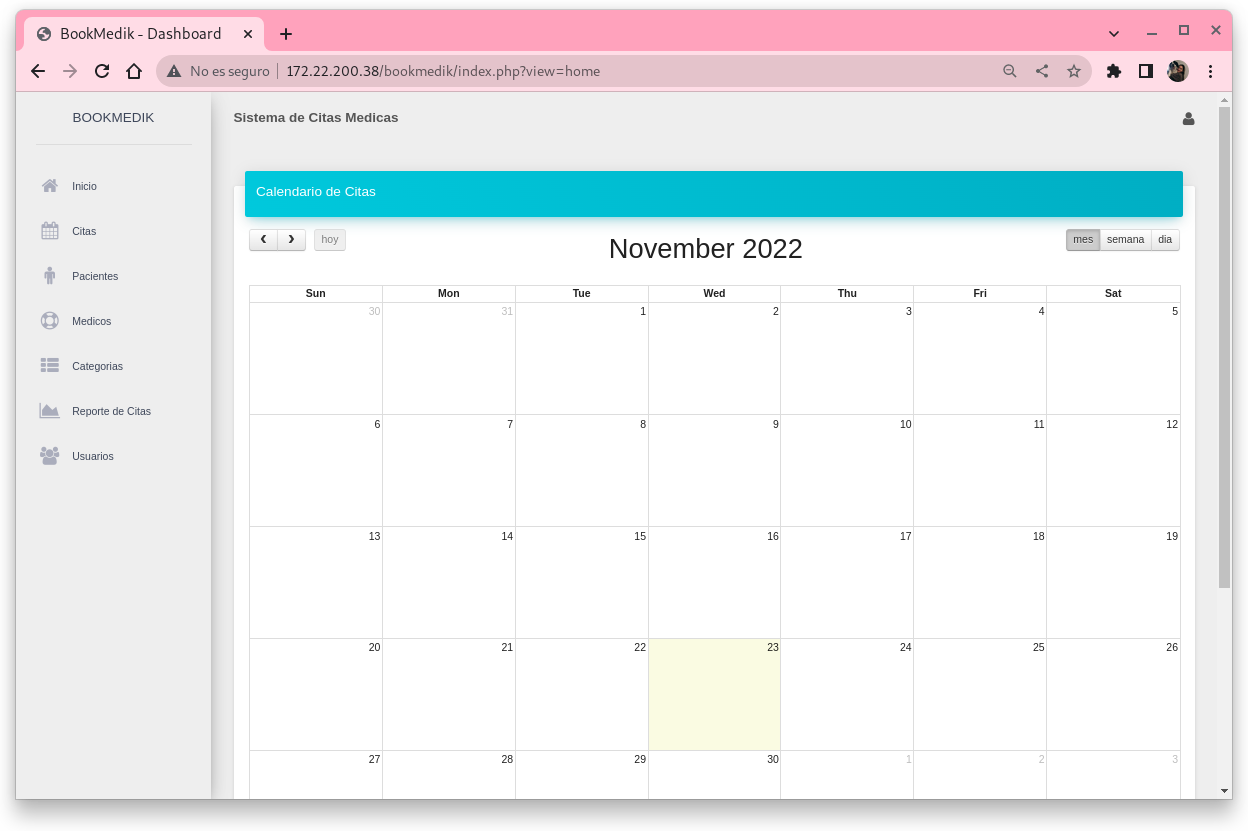 BookMedik - Dashboard
No es seguro 172.22.200.38/bookmedik/index.php?view=home
BOOKMEDIK
Inicio
Citas
Pacientes
Medicos
Categorias
Reporte de Citas
Usuarios
Sistema de Citas Medicas
Calendario de Citas
hoy
November 2022
mes semana dia
Sun Mon Tue Wed Thu Fri Sat
30 31 1 2 3 4 5
6 7 8 9 10 11 12
13 14 15 16 17 18 19
20 21 22 23 24 25 26
27 28 29 30 1 2 3